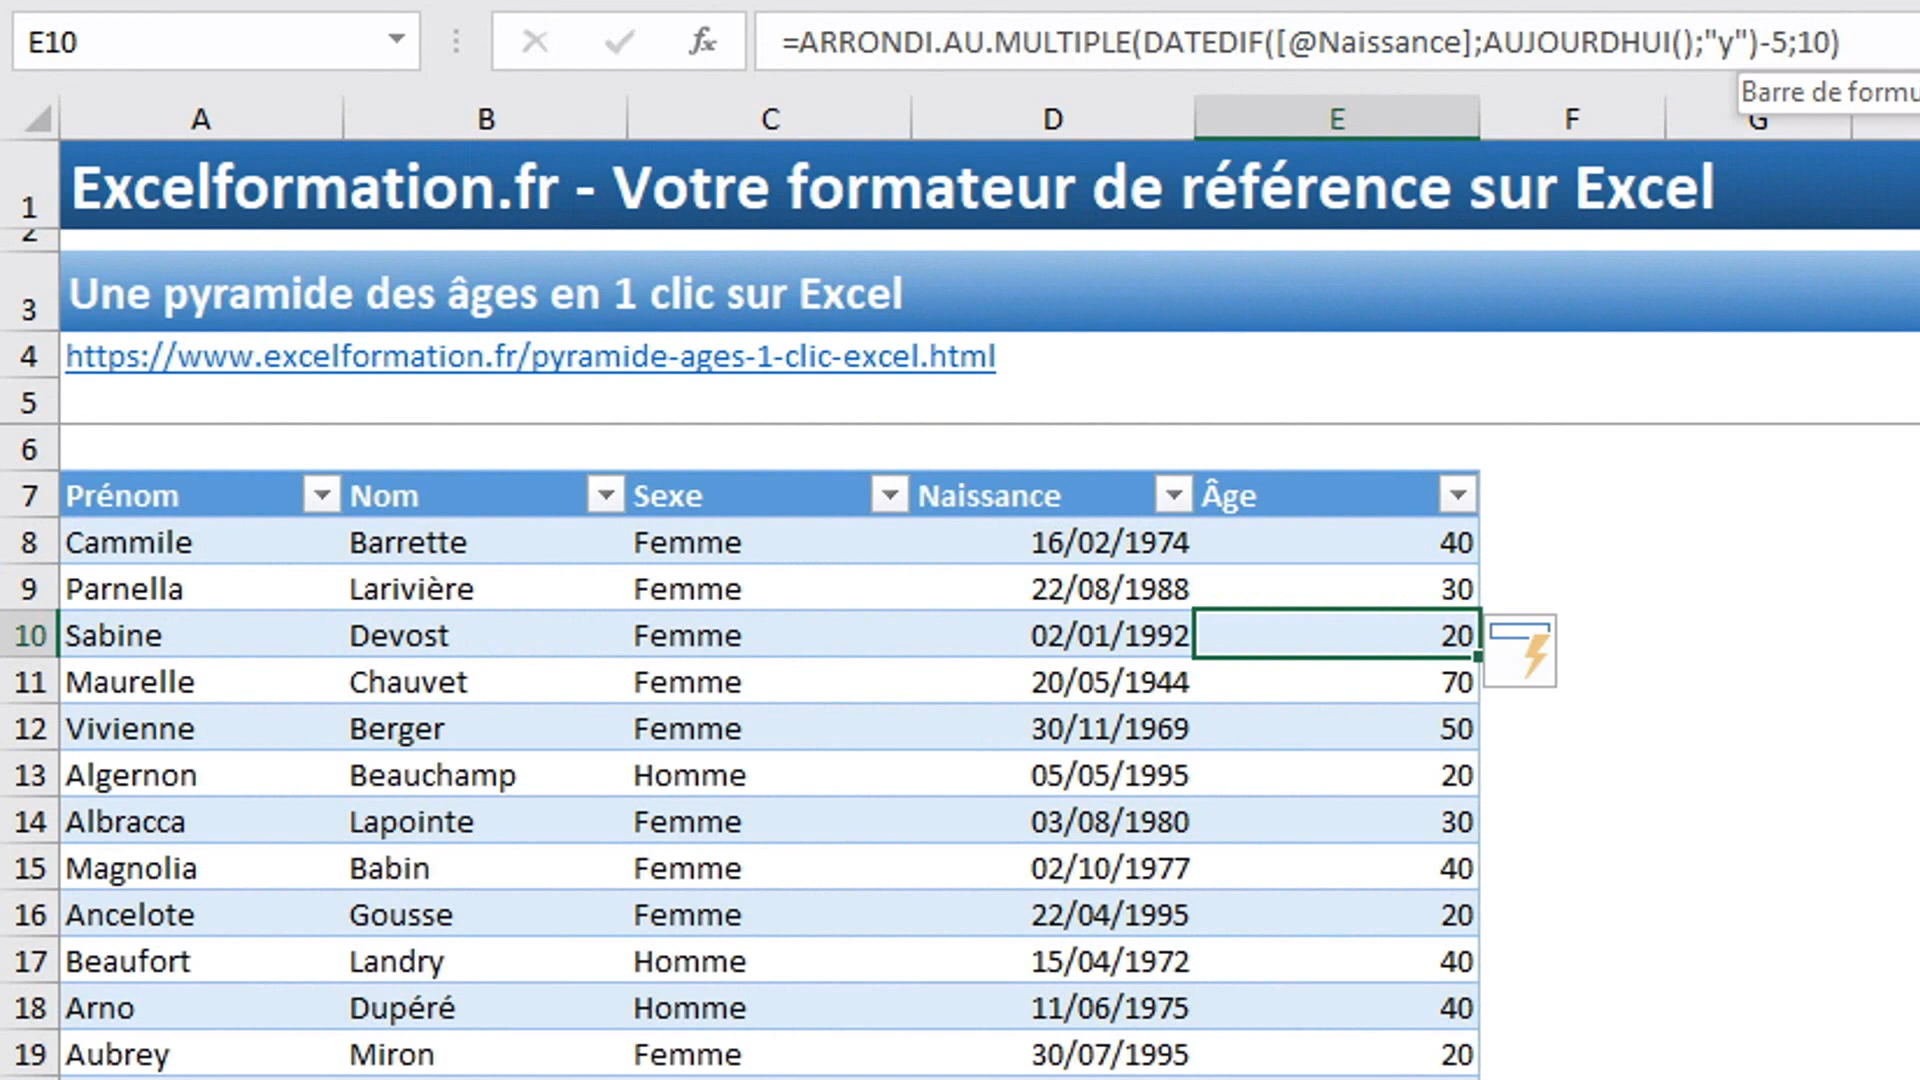 E10
fx
=ARRONDI.AU.MULTIPLE(DATEDIF([@Naissance];AUJOURDHUI();"y")-5;10)
Barre de formu
A B C D E F G
1 Excelformation.fr - Votre formateur de référence sur Excel
2
3 Une pyramide des âges en 1 clic sur Excel
4 https://www.excelformation.fr/pyramide-ages-1-clic-excel.html
5
6
7 Prénom Nom Sexe Naissance Âge
8 Cammile Barrette Femme 16/02/1974 40
9 Parnella Larivière Femme 22/08/1988 30
10 Sabine Devost Femme 02/01/1992 20
11 Maurelle Chauvet Femme 20/05/1944 70
12 Vivienne Berger Femme 30/11/1969 50
13 Algernon Beauchamp Homme 05/05/1995 20
14 Albracca Lapointe Femme 03/08/1980 30
15 Magnolia Babin Femme 02/10/1977 40
16 Ancelote Gousse Femme 22/04/1995 20
17 Beaufort Landry Homme 15/04/1972 40
18 Arno Dupéré Homme 11/06/1975 40
19 Aubrey Miron Femme 30/07/1995 20